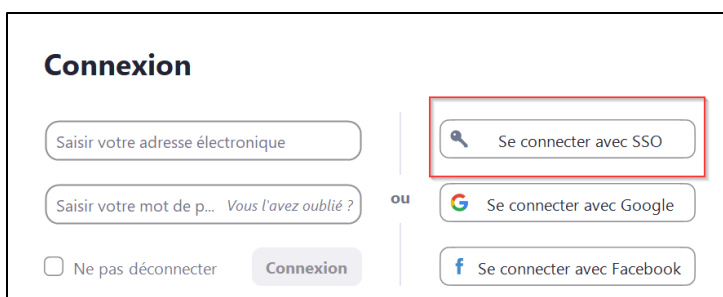 Connexion
Saisir votre adresse électronique
Saisir votre mot de p... Vous l'avez oublié ?
Ne pas déconnecter
Connexion
ou
Se connecter avec SSO
Se connecter avec Google
Se connecter avec Facebook